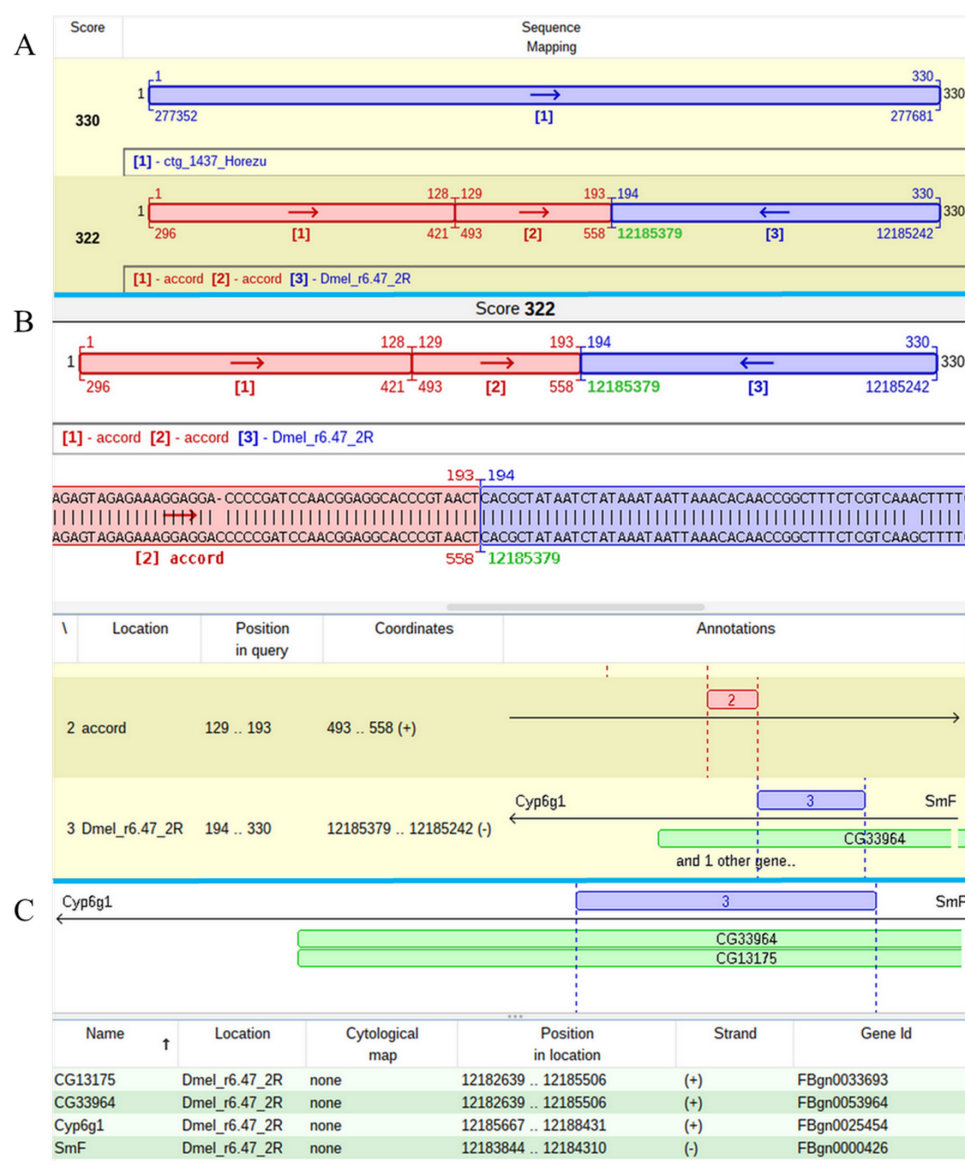 A
Score
Sequence
Mapping
1 330
1 330
330
277352 [1] 277681
[1] - ctg_1437_Horezu
1 128 129 193 194 330
1 330
322
296 [1] 421 493 [2] 558 12185379 [3] 12185242
[1] - accord [2] - accord [3] - Dmel_r6.47_2R
B
Score 322
1 128 129 193 194 330
1 330
296 [1] 421 493 [2] 558 12185379 [3] 12185242
[1] - accord [2] - accord [3] - Dmel_r6.47_2R
193 194
AGAGTAGAGAAAGGAGGA-CCCCGATCCAACGGAGGCACCCGTAACTCACGCTATAATCTATAAATAATTAAACACAACCGGCTTTCTCGTCAAACTTTT
AGAGTAGAGAAAGGAGGACCCCCGATCCAACGGAGGCACCCGTAACTCACGCTATAATCTATAAATAATTAAACACAACCGGCTTTCTCGTCAAGCTTTT
[2] accord 558 12185379
\ Location Position in query Coordinates Annotations
2 accord 129 .. 193 493 .. 558 (+) 2
Cyp6g1 3 SmF
3 Dmel_r6.47_2R 194 .. 330 12185379 .. 12185242 (-) CG33964
and 1 other gene..
C
Cyp6g1 3 SmF
CG33964
CG13175
Name ↑ Location Cytological map Position in location Strand Gene Id
CG13175 Dmel_r6.47_2R none 12182639 .. 12185506 (+) FBgn0033693
CG33964 Dmel_r6.47_2R none 12182639 .. 12185506 (+) FBgn0053964
Cyp6g1 Dmel_r6.47_2R none 12185667 .. 12188431 (+) FBgn0025454
SmF Dmel_r6.47_2R none 12183844 .. 12184310 (-) FBgn0000426